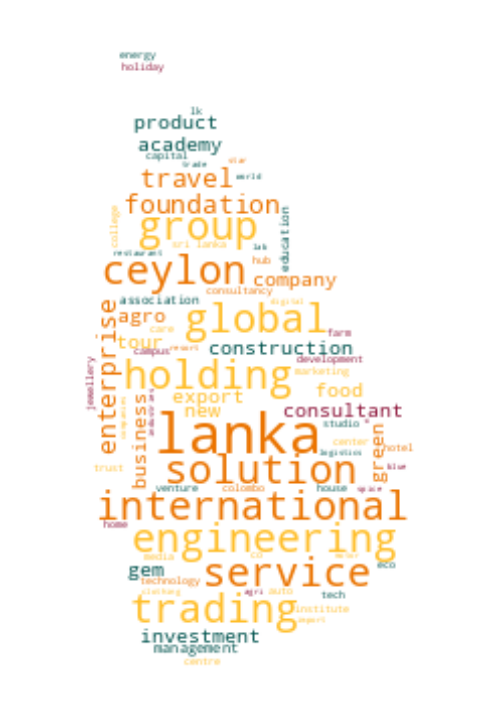 energy
holiday
lk
product
academy
capital
trade star
travel world
foundation
college
group
education
sri lanka lab
restaurant
hub
ceylon company
consultancy
association digital
enterprise
agro global
care farm
tour construction
campus resort
development
jewellery
holding marketing
export food
business
industries
new consultant
lanka studio
center
green
hotel
logistics
solution blue
trust
venture colombo house spice
international
home
engineering
media co
gem service eco
technology
clothing agri auto tech
trading institute
import
investment
management
centre